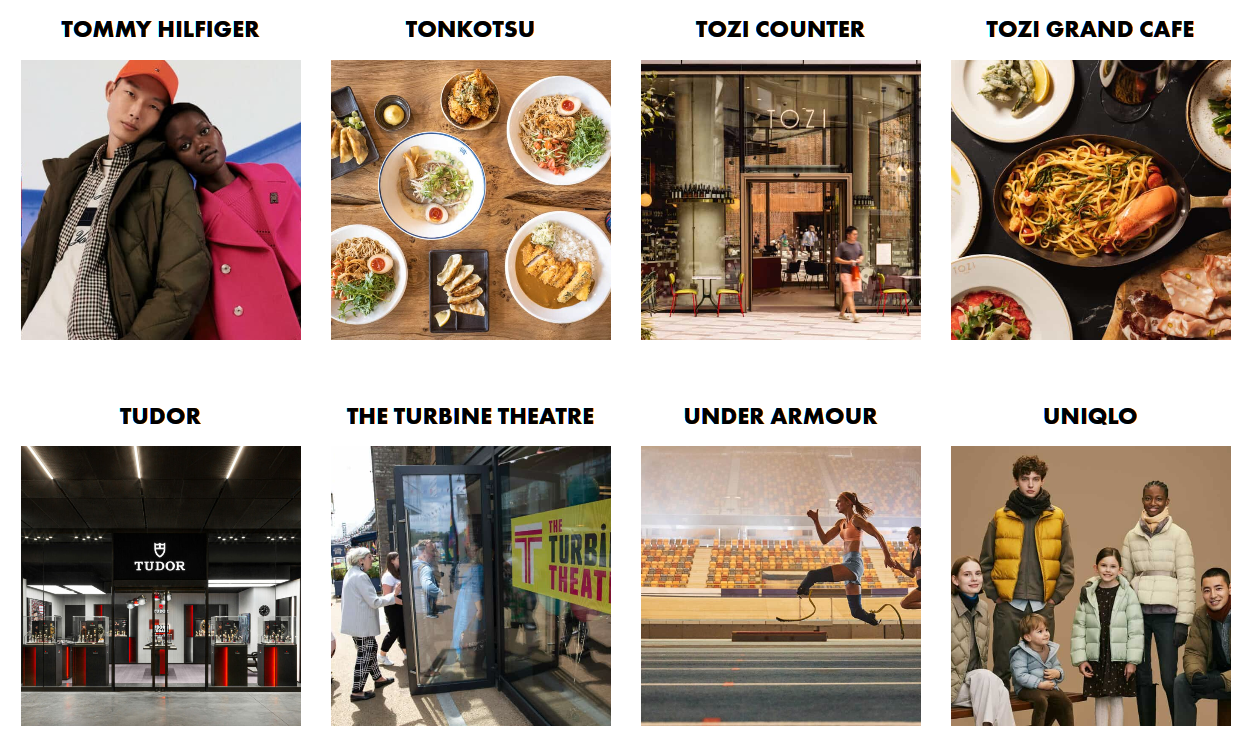 TOMMY HILFIGER
TONKOTSU
TOZI COUNTER
TOZI GRAND CAFE
TOZI
TUDOR
THE TURBINE THEATRE
UNDER ARMOUR
UNIQLO
TUDOR
THE
TURBI
THEAT